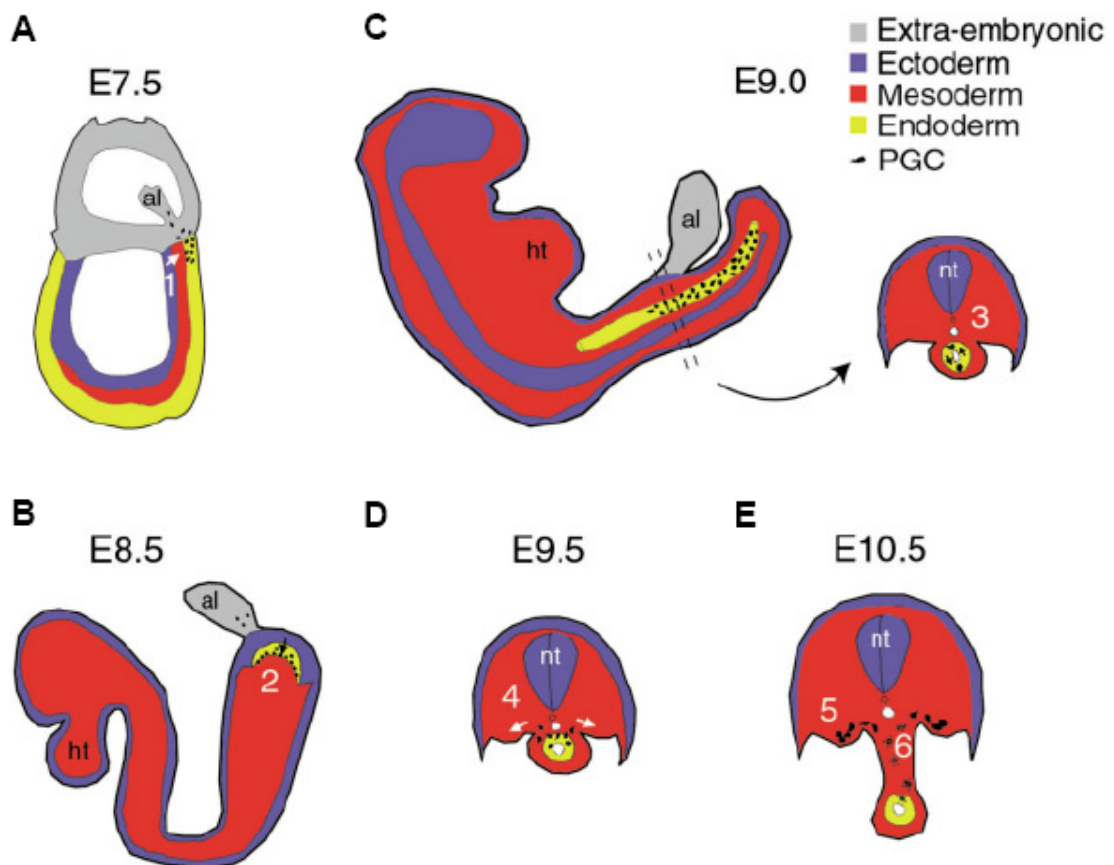 A
E7.5
al
1
C
E9.0
al
ht
Extra-embryonic
Ectoderm
Mesoderm
Endoderm
PGC
nt
3
B
E8.5
al
2
ht
D
E9.5
nt
4
E
E10.5
nt
5
6